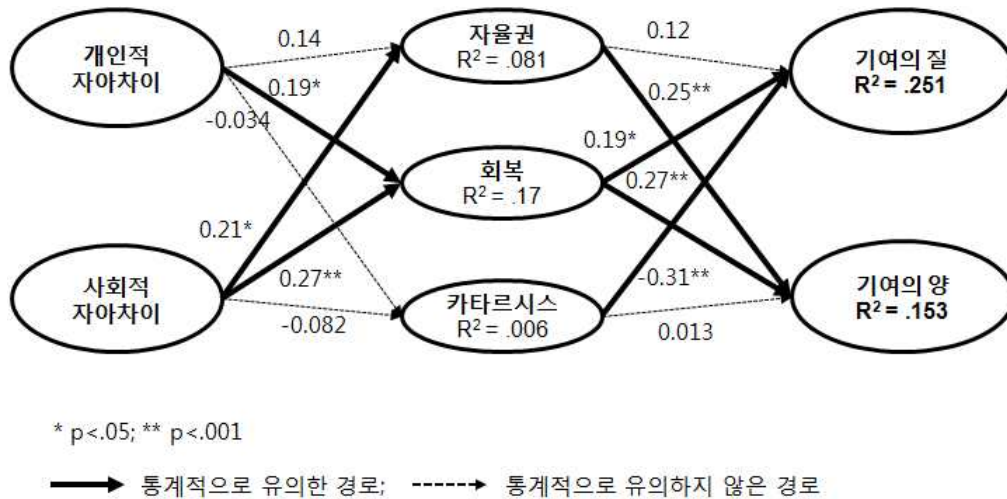 개인적
자아차이
0.14
자율권
R² = .081
0.12
기여의 질
R² = .251
0.19*
-0.034
0.25**
0.19*
회복
R² = .17
0.27**
0.21*
사회적
자아차이
0.27**
-0.082
카타르시스
R² = .006
-0.31**
0.013
기여의 양
R² = .153
* p<.05; ** p<.001
통계적으로 유의한 경로; 통계적으로 유의하지 않은 경로